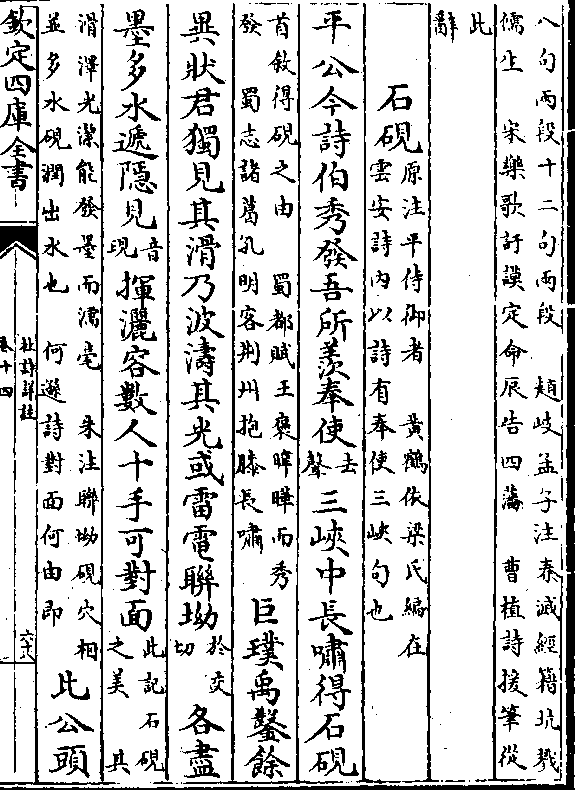 八句兩段十二句兩段　趙岐孟子注泰滅經籍坑戮
儒生　宋樂歌訏謨定命辰告四藩　曹植詩援筆從
此
辭
石硯　原注平侍御者　黄鶴依梁氏編在
雲安詩内以詩有奉使三峽句也
平公今詩伯秀發吾所羨奉使去聲三峽中長嘯得石硯
首敘得硯之由　蜀都賦王褒暐曄而秀
發　蜀志諸葛孔明客荆州抱膝長嘯　巨璞禹鑿餘
異狀君獨見其滑乃波濤其光或雷電聯坳於交切各盡
墨多水遞隱見音現揮灑容數人十手可對面此記石硯之美　其
滑澤光潔能發墨而濡毫　朱注聯坳硯穴相
並多水硯潤出水也　何遜詩對面何由即　此公頭
欽定四庫全書
杜詩詳註
卷十四
六十